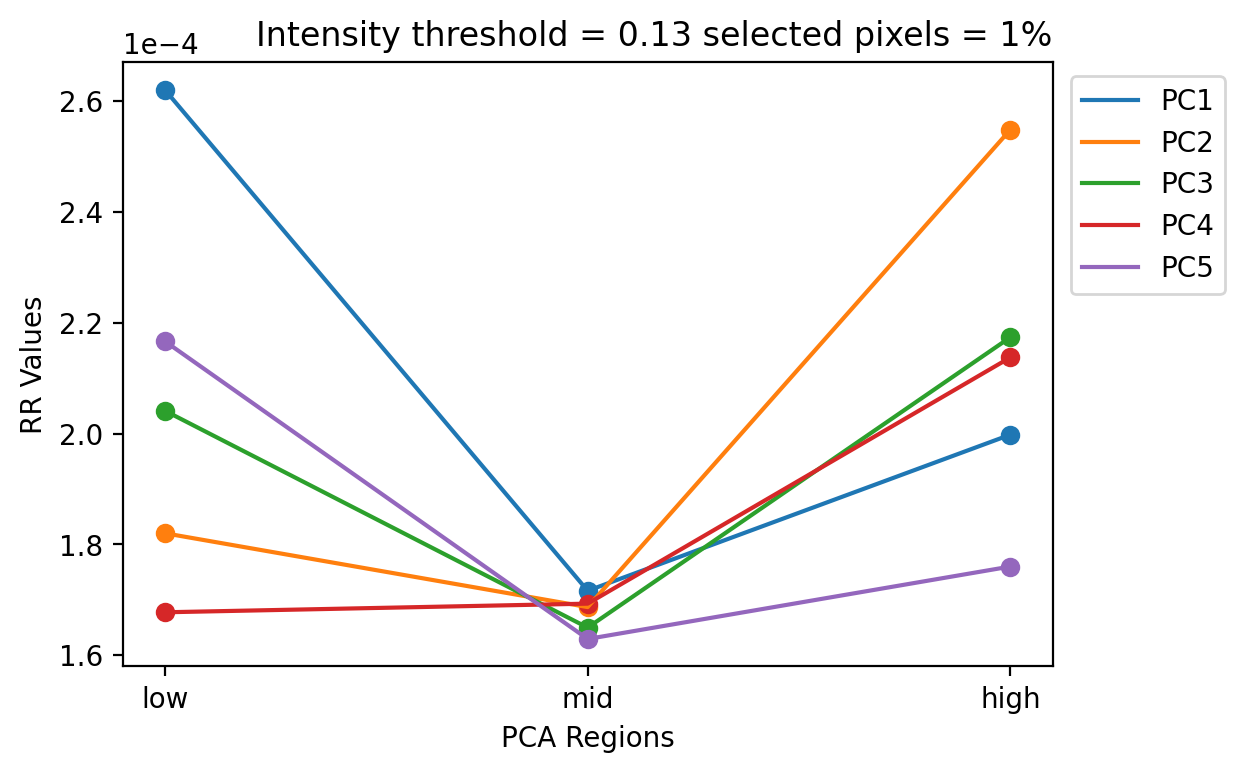 Intensity threshold = 0.13 selected pixels = 1%
1e−4
2.6
2.4
2.2
2.0
1.8
1.6
RR Values
low
mid
high
PCA Regions
PC1
PC2
PC3
PC4
PC5